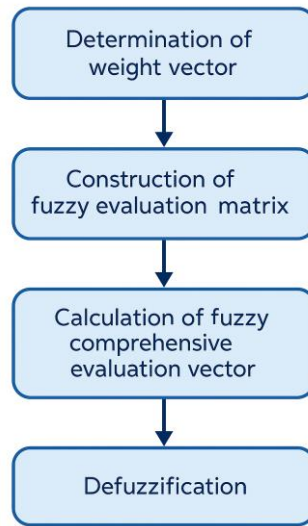 Determination of
weight vector
Construction of
fuzzy evaluation matrix
Calculation of fuzzy
comprehensive
evaluation vector
Defuzzification